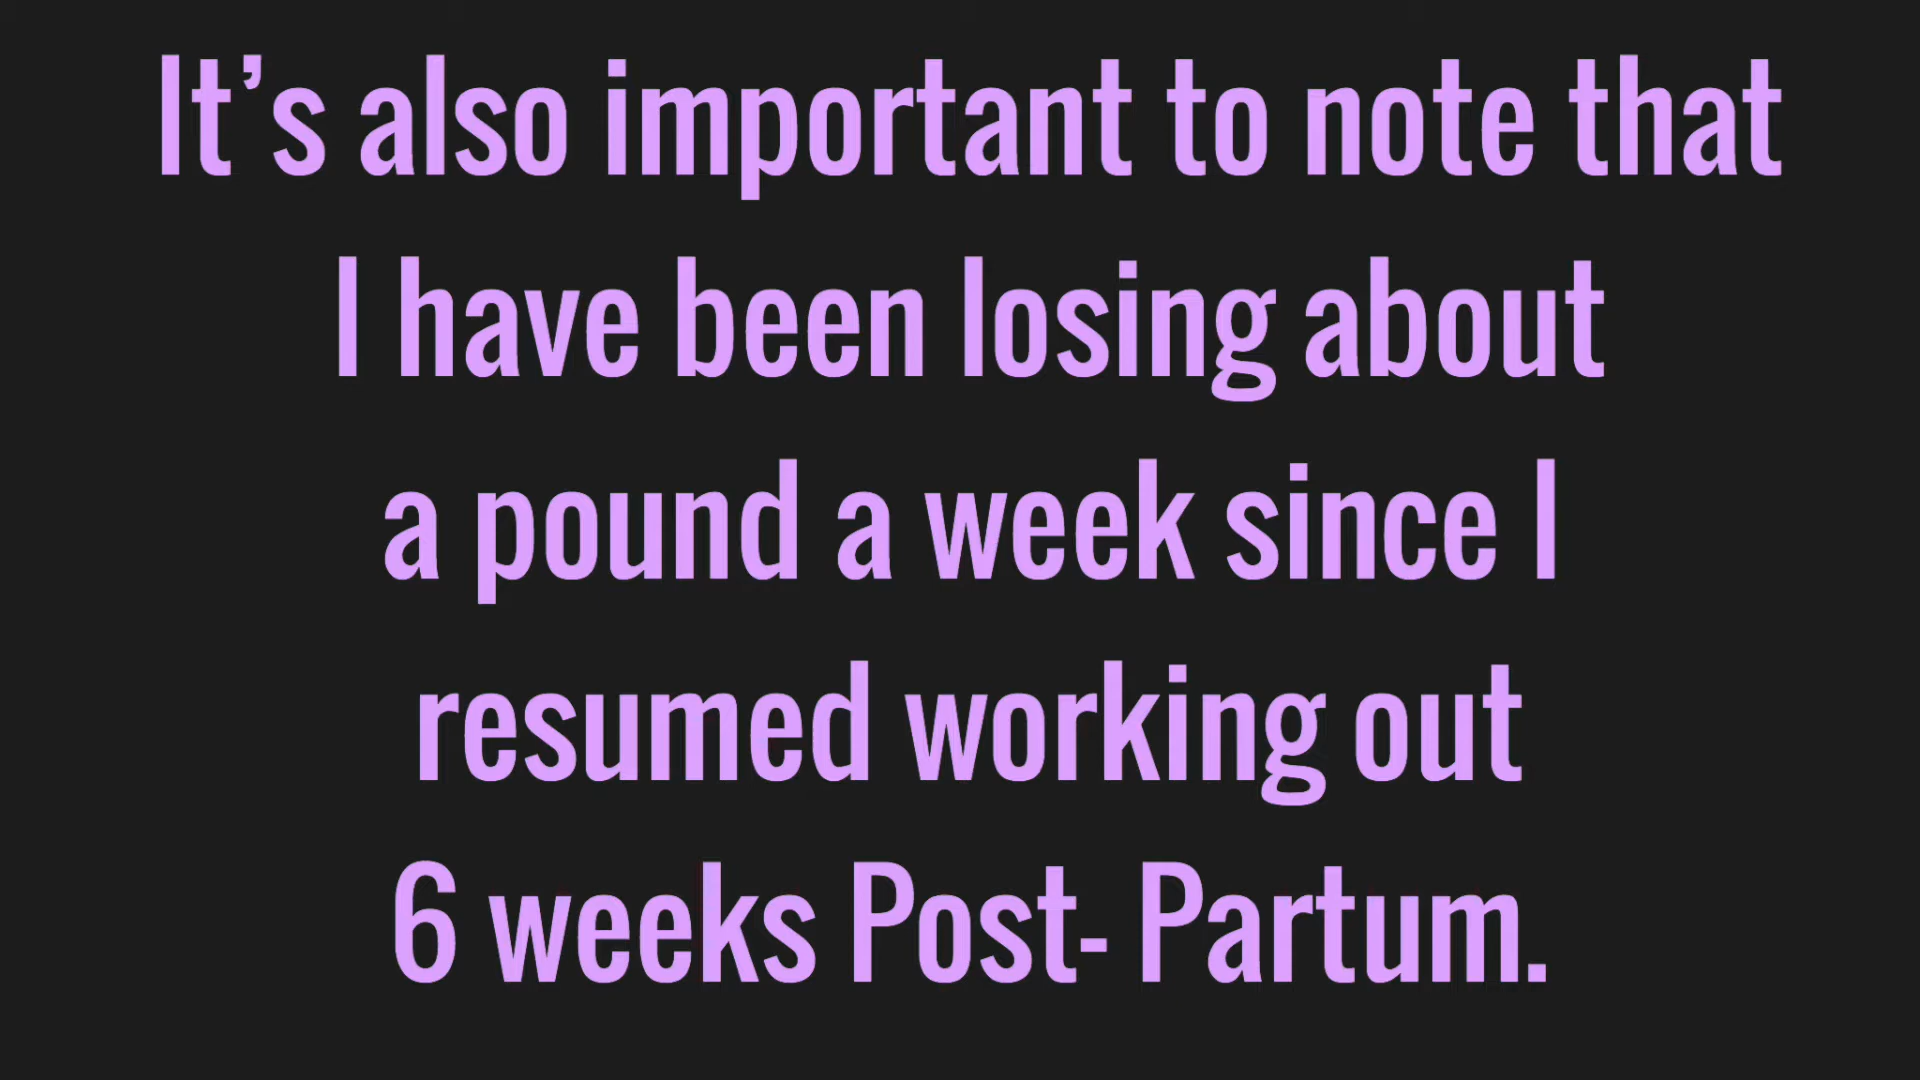 It’s also important to note that
I have been losing about
a pound a week since I
resumed working out
6 weeks Post- Partum.